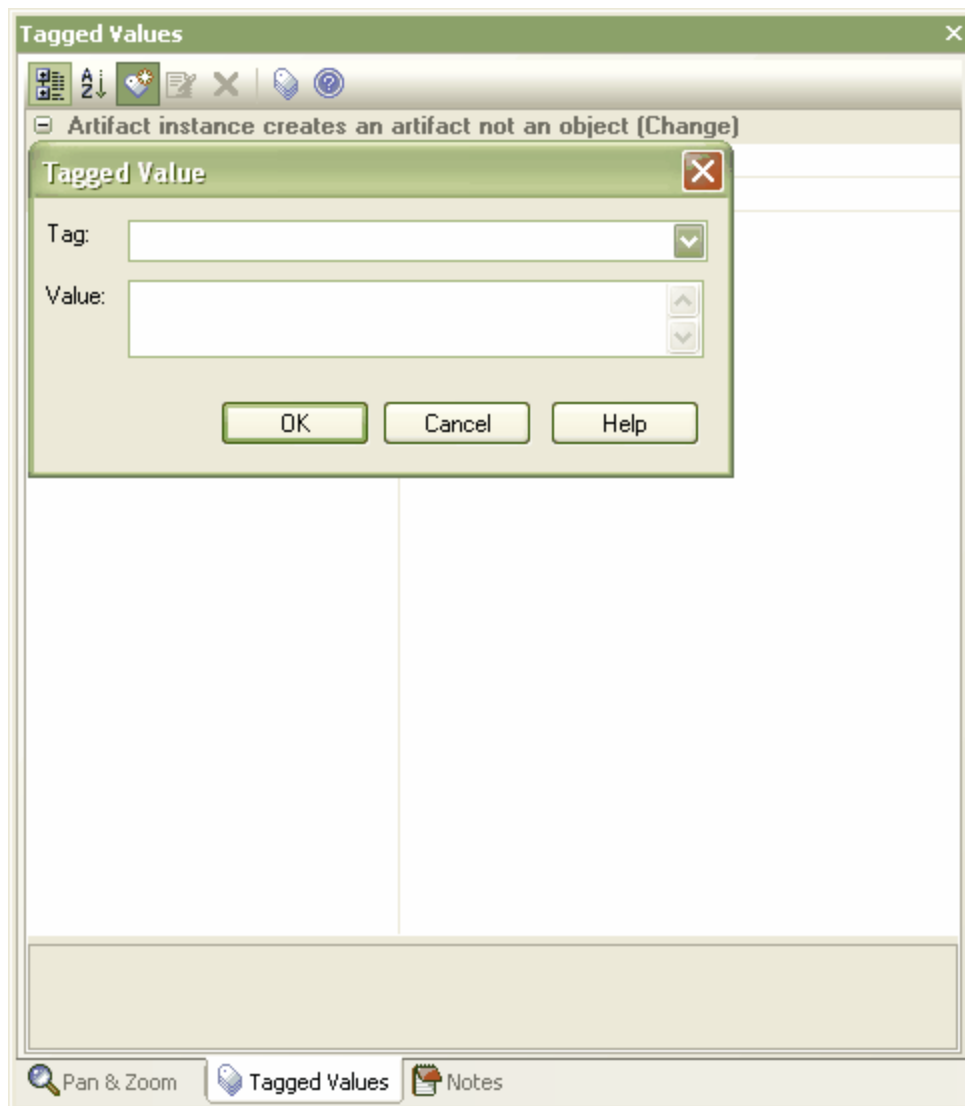 Tagged Values
Artifact instance creates an artifact not an object (Change)
Tagged Value
Tag:
Value:
OK Cancel Help
Pan & Zoom Tagged Values Notes